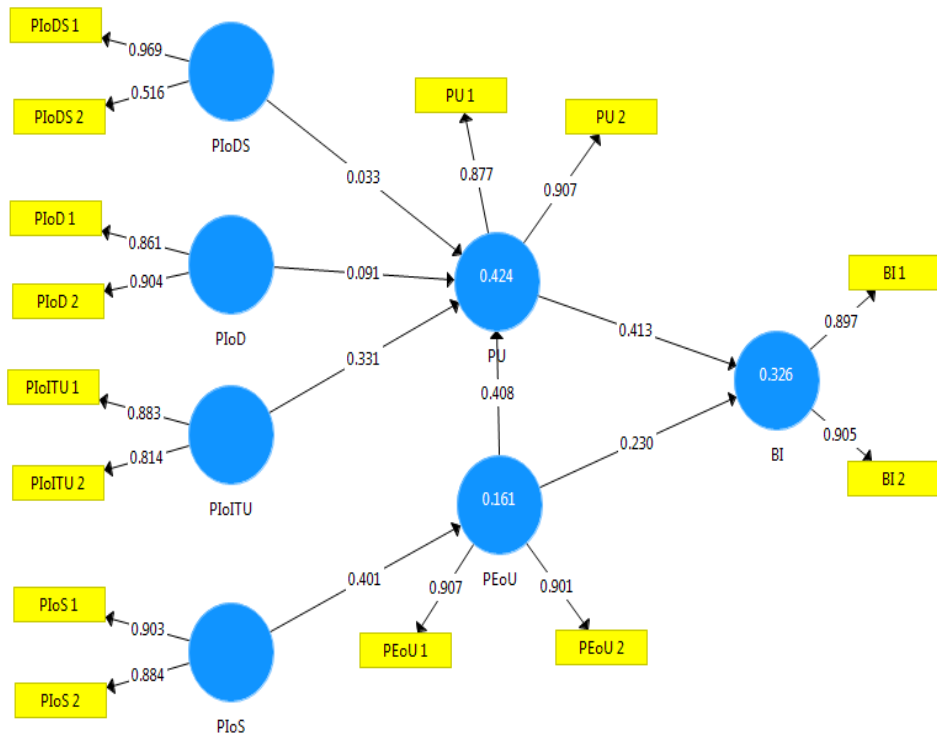 PIoDS 1
0.969
0.516
PIoDS 2
PIoDS
PU 1
PU 2
0.877
0.907
0.033
PIoD 1
0.861
0.904
PIoD 2
PIoD
0.091
0.424
PU
PIoITU 1
0.883
0.814
PIoITU 2
PIoITU
0.331
0.408
0.413
BI 1
0.897
0.326
0.905
BI 2
BI
0.230
0.161
PEoU
0.401
0.907
0.901
PEoU 1
PEoU 2
PIoS 1
0.903
0.884
PIoS 2
PIoS